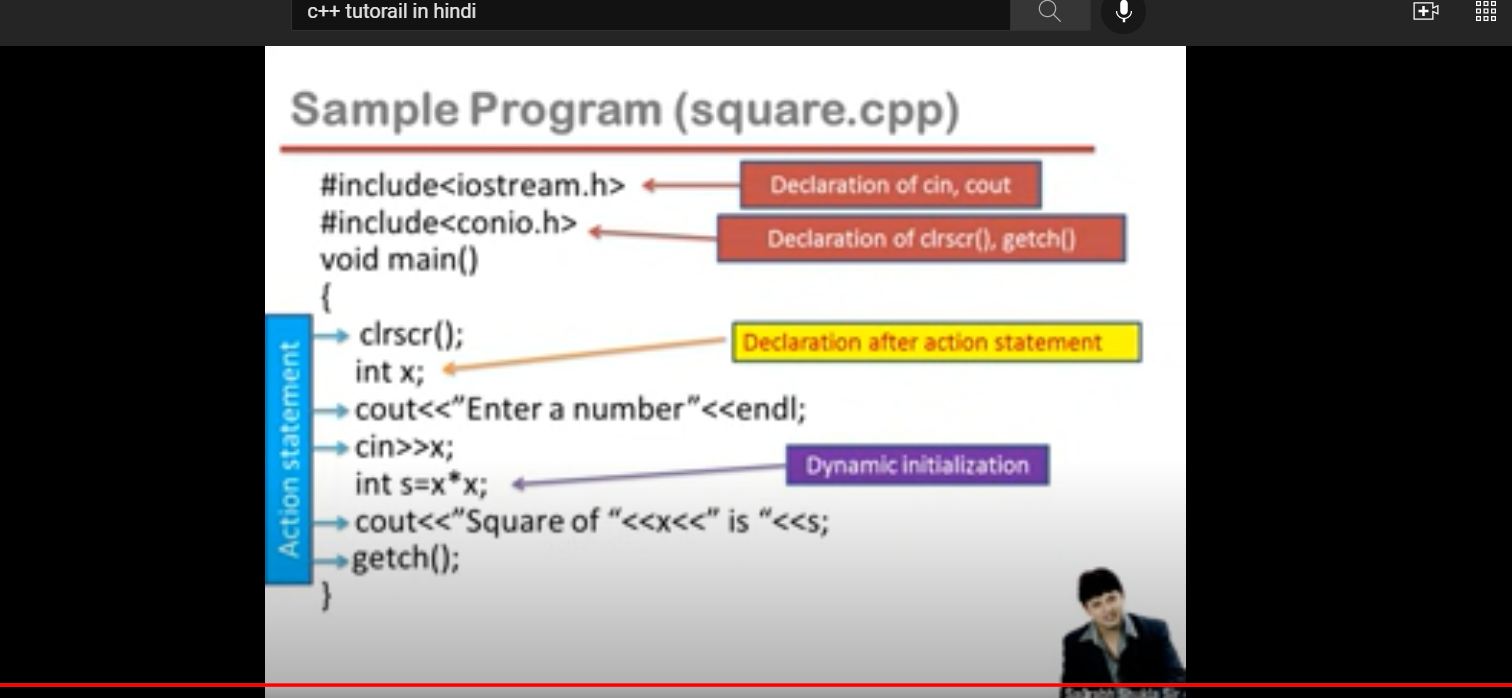 c++ tutorail in hindi
Sample Program (square.cpp)
#include<iostream.h>
Declaration of cin, cout
#include<conio.h>
Declaration of clrscr(), getch()
void main()
{
clrscr();
Declaration after action statement
int x;
Action statement
cout<<”Enter a number”<<endl;
cin>>x;
Dynamic initialization
int s=x*x;
cout<<”Square of “<<x<<” is “<<s;
getch();
}
Saurabh Shukla Sir